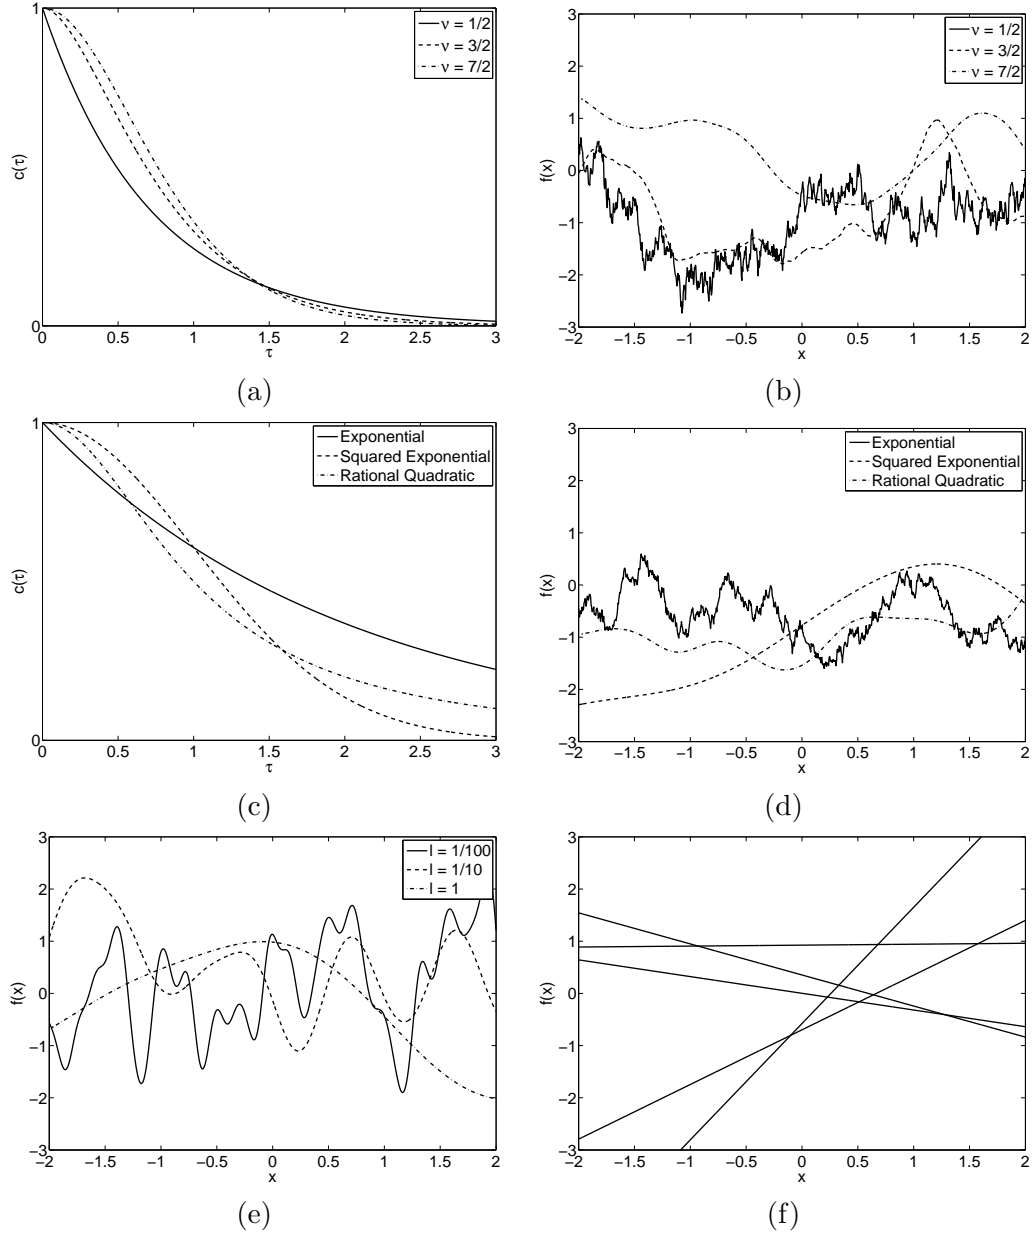 1
ν = 1/2
ν = 3/2
ν = 7/2
c(τ)
0
0 0.5 1 1.5 2 2.5 3
τ
(a)
3
ν = 1/2
ν = 3/2
ν = 7/2
2
1
0
f(x)
−1
−2
−3
−2 −1.5 −1 −0.5 0 0.5 1 1.5 2
x
(b)
1
Exponential
Squared Exponential
Rational Quadratic
c(τ)
0
0 0.5 1 1.5 2 2.5 3
τ
(c)
3
Exponential
Squared Exponential
Rational Quadratic
2
1
0
f(x)
−1
−2
−3
−2 −1.5 −1 −0.5 0 0.5 1 1.5 2
x
(d)
3
l = 1/100
l = 1/10
l = 1
2
1
0
f(x)
−1
−2
−3
−2 −1.5 −1 −0.5 0 0.5 1 1.5 2
x
(e)
3
2
1
0
f(x)
−1
−2
−3
−2 −1.5 −1 −0.5 0 0.5 1 1.5 2
x
(f)